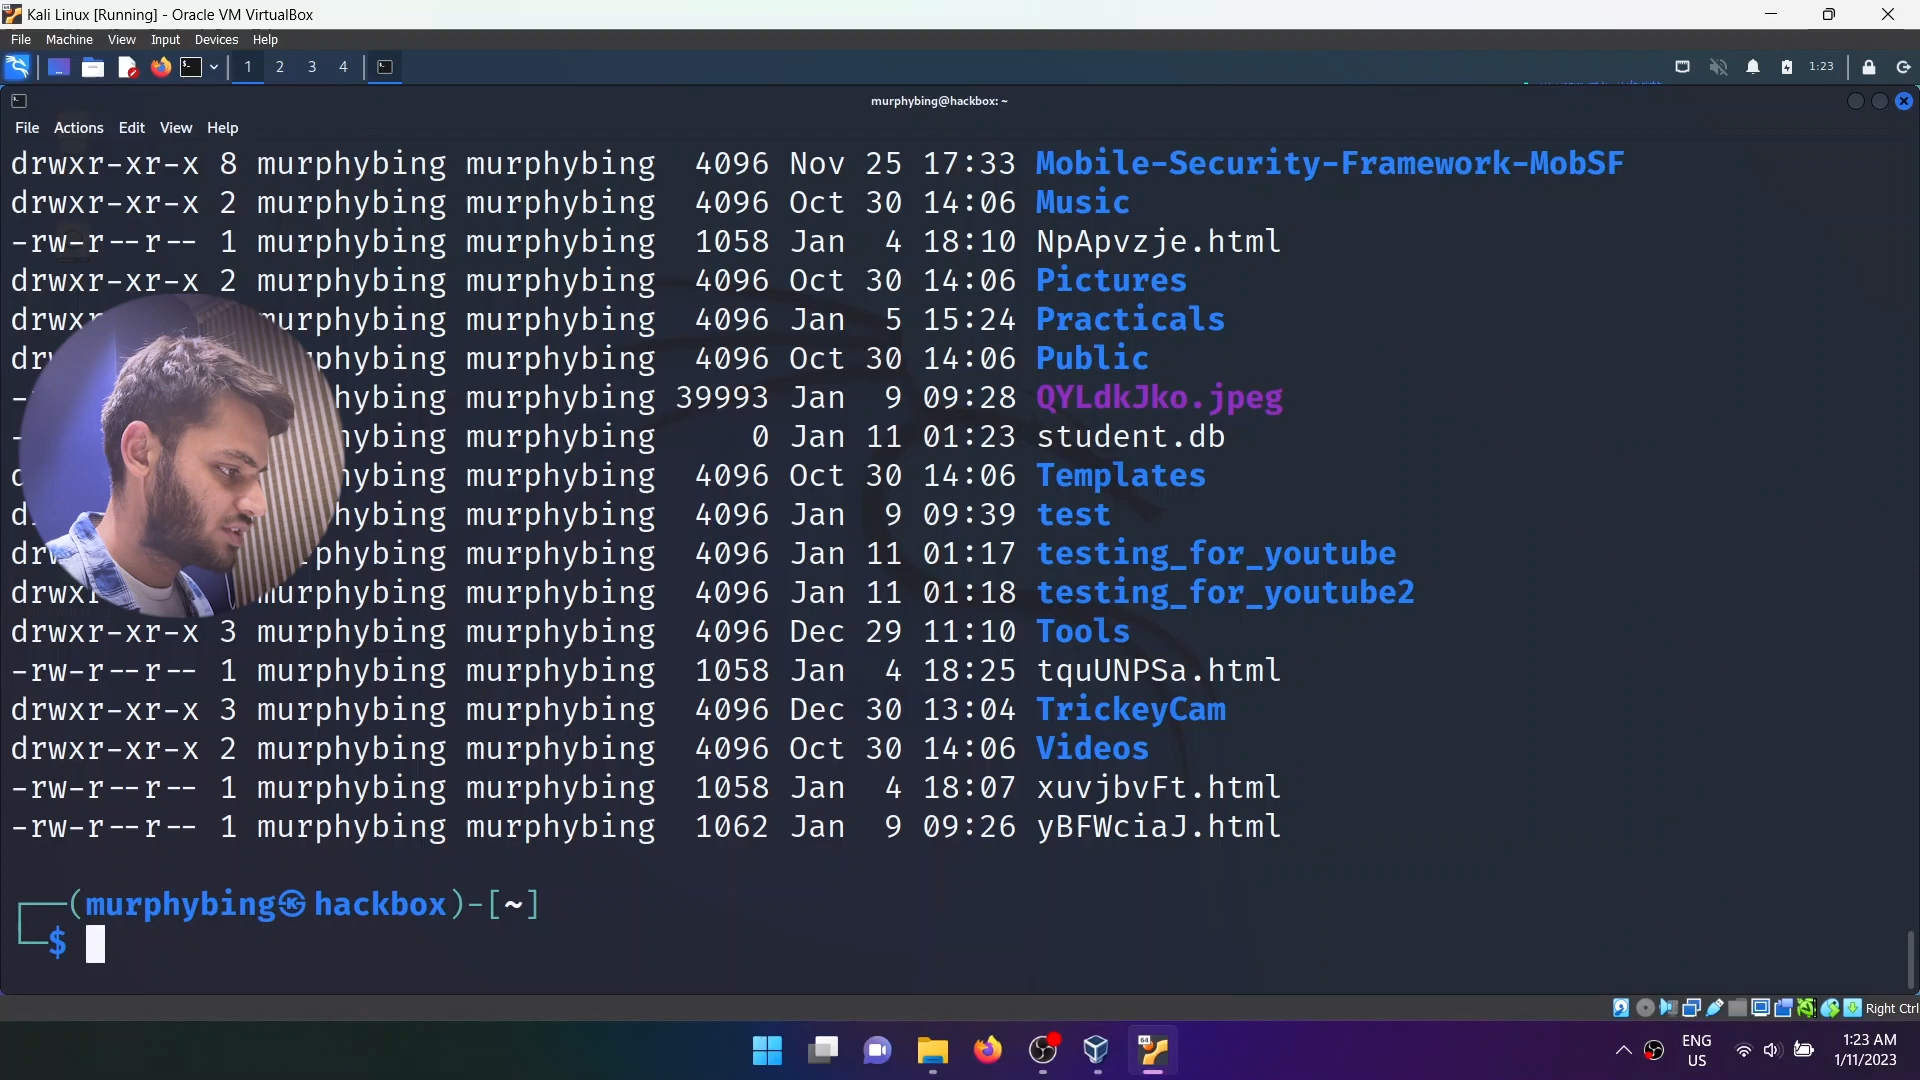 Kali Linux [Running] - Oracle VM VirtualBox
File Machine View Input Devices Help
1 2 3 4
1:23
murphybing@hackbox: ~
File Actions Edit View Help
drwxr-xr-x 8 murphybing murphybing 4096 Nov 25 17:33 Mobile-Security-Framework-MobSF
drwxr-xr-x 2 murphybing murphybing 4096 Oct 30 14:06 Music
-rw-r--r-- 1 murphybing murphybing 1058 Jan 4 18:10 NpApvzje.html
drwxr-xr-x 2 murphybing murphybing 4096 Oct 30 14:06 Pictures
murphybing 4096 Jan 5 15:24 Practicals
murphybing 4096 Oct 30 14:06 Public
murphybing 39993 Jan 9 09:28 QYLdkJko.jpeg
murphybing 0 Jan 11 01:23 student.db
murphybing 4096 Oct 30 14:06 Templates
murphybing 4096 Jan 9 09:39 test
murphybing 4096 Jan 11 01:17 testing_for_youtube
murphybing 4096 Jan 11 01:18 testing_for_youtube2
drwxr-xr-x 3 murphybing murphybing 4096 Dec 29 11:10 Tools
-rw-r--r-- 1 murphybing murphybing 1058 Jan 4 18:25 tquUNPSa.html
drwxr-xr-x 3 murphybing murphybing 4096 Dec 30 13:04 TrickeyCam
drwxr-xr-x 2 murphybing murphybing 4096 Oct 30 14:06 Videos
-rw-r--r-- 1 murphybing murphybing 1058 Jan 4 18:07 xuvjbvFt.html
-rw-r--r-- 1 murphybing murphybing 1062 Jan 9 09:26 yBFWciaJ.html
┌──(murphybing㉿hackbox)-[~]
└─$
Right Ctrl
ENG
US
1:23 AM
1/11/2023